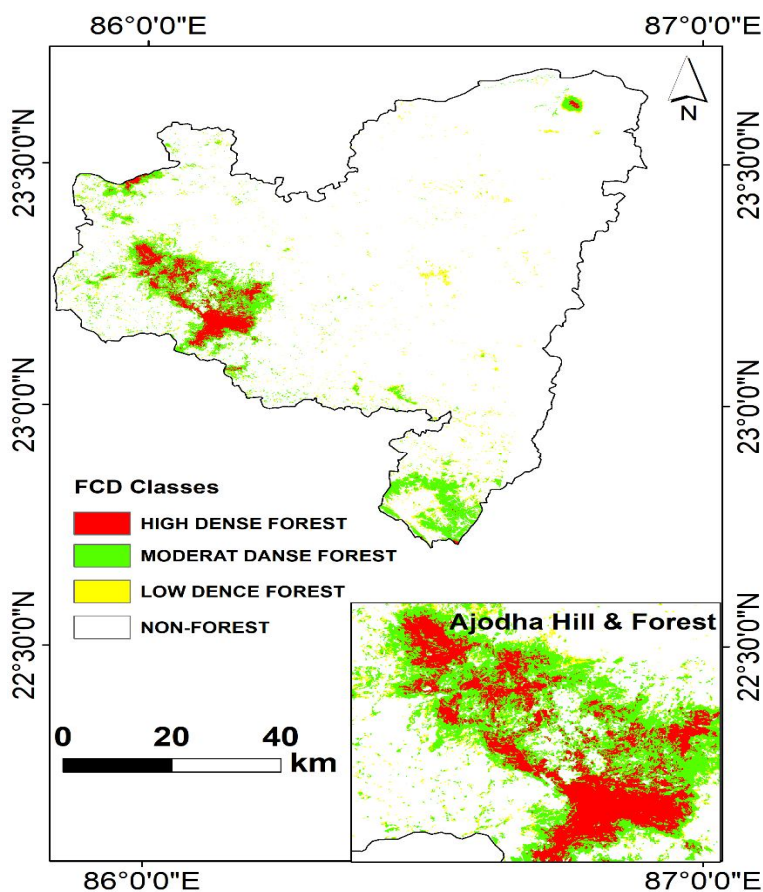 86°0'0"E 87°0'0"E
N
23°30'0"N 23°30'0"N
23°0'0"N 23°0'0"N
FCD Classes
HIGH DENSE FOREST
MODERAT DANSE FOREST
LOW DENCE FOREST
NON-FOREST
Ajodha Hill & Forest
22°30'0"N 22°30'0"N
0 20 40
km
86°0'0"E 87°0'0"E